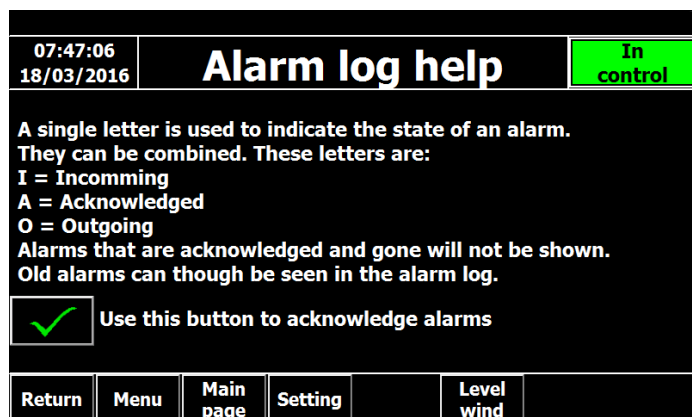 07:47:06
18/03/2016
Alarm log help
In
control
A single letter is used to indicate the state of an alarm.
They can be combined. These letters are:
I = Incomming
A = Acknowledged
O = Outgoing
Alarms that are acknowledged and gone will not be shown.
Old alarms can though be seen in the alarm log.
Use this button to acknowledge alarms
Return
Menu
Main
page
Setting
Level
wind